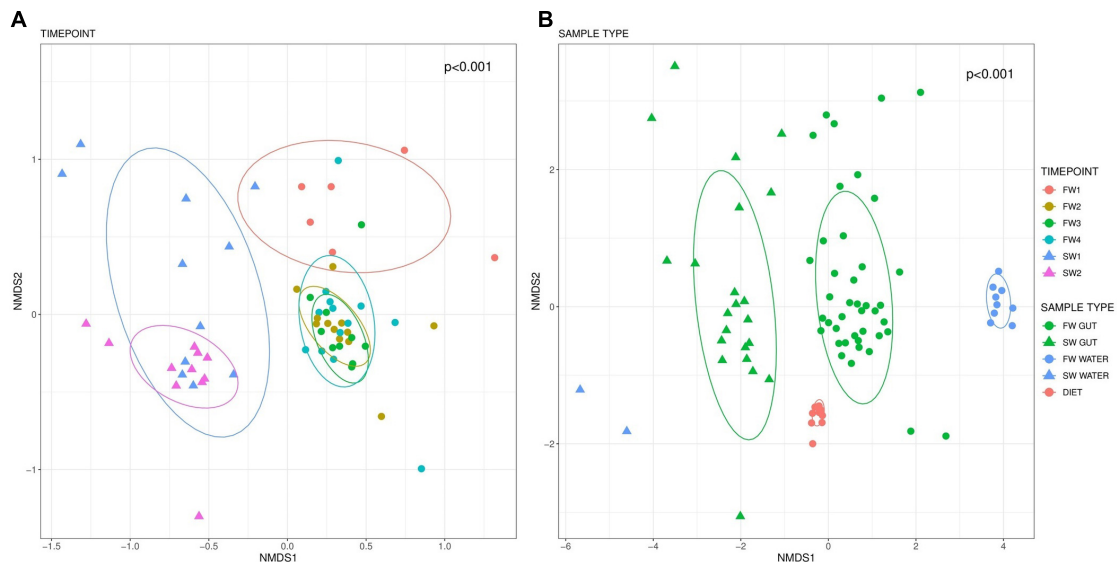 A
TIMEPOINT
p<0.001
1
0
−1
NMDS2
−1.5 −1.0 −0.5 0.0 0.5 1.0
NMDS1
B
SAMPLE TYPE
p<0.001
2
0
−2
NMDS2
−6 −4 −2 0 2 4
NMDS1
TIMEPOINT
FW1
FW2
FW3
FW4
SW1
SW2
SAMPLE TYPE
FW GUT
SW GUT
FW WATER
SW WATER
DIET